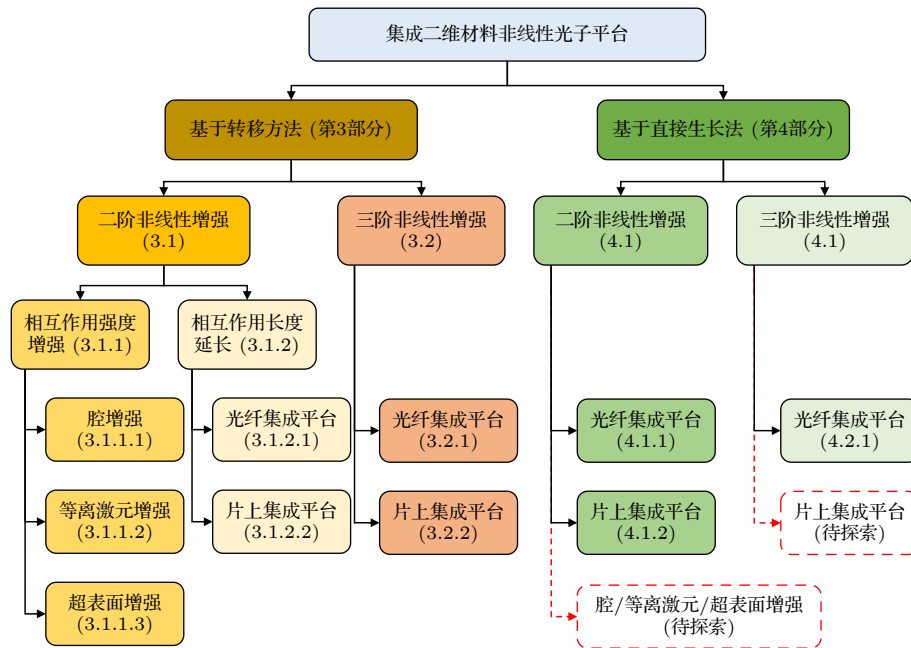 集成二维材料非线性光子平台
基于转移方法 (第3部分)
基于直接生长法 (第4部分)
二阶非线性增强
(3.1)
三阶非线性增强
(3.2)
二阶非线性增强
(4.1)
三阶非线性增强
(4.1)
相互作用强度
增强 (3.1.1)
相互作用长度
延长 (3.1.2)
腔增强
(3.1.1.1)
光纤集成平台
(3.1.2.1)
光纤集成平台
(3.2.1)
光纤集成平台
(4.1.1)
光纤集成平台
(4.2.1)
等离激元增强
(3.1.1.2)
片上集成平台
(3.1.2.2)
片上集成平台
(3.2.2)
片上集成平台
(4.1.2)
片上集成平台
(待探索)
超表面增强
(3.1.1.3)
腔/等离激元/超表面增强
(待探索)